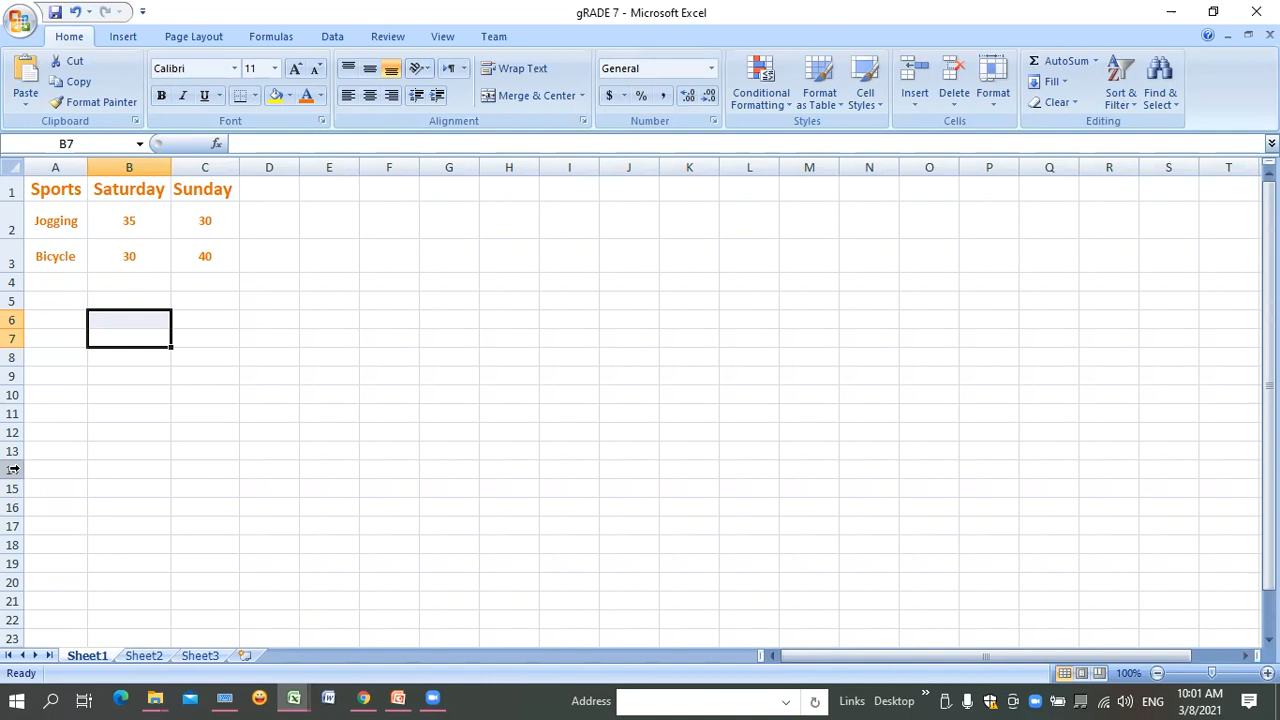 gRADE 7 - Microsoft Excel
Home Insert Page Layout Formulas Data Review View Team
Paste Cut Copy Format Painter Clipboard
Calibri 11 B I U Font
Wrap Text Merge & Center Alignment
General $ % , Number
Conditional Formatting Format as Table Cell Styles Styles
Insert Delete Format Cells
Σ AutoSum Fill Clear Sort & Filter Find & Select Editing
B7 fx
A B C D E F G H I J K L M N O P Q R S T
1 Sports Saturday Sunday
2 Jogging 35 30
3 Bicycle 30 40
4
5
6
7
8
9
10
11
12
13
15
16
17
18
19
20
21
22
23
Sheet1 Sheet2 Sheet3
Ready 100%
Address Links Desktop » ENG 10:01 AM
3/8/2021